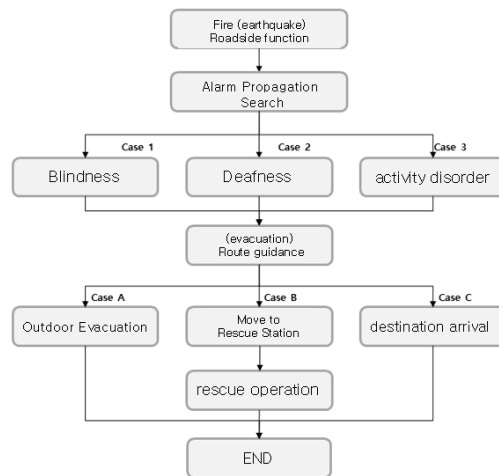 Fire (earthquake)
Roadside function
Alarm Propagation
Search
Case 1
Case 2
Case 3
Blindness
Deafness
activity disorder
(evacuation)
Route guidance
Case A
Case B
Case C
Outdoor Evacuation
Move to
Rescue Station
destination arrival
rescue operation
END